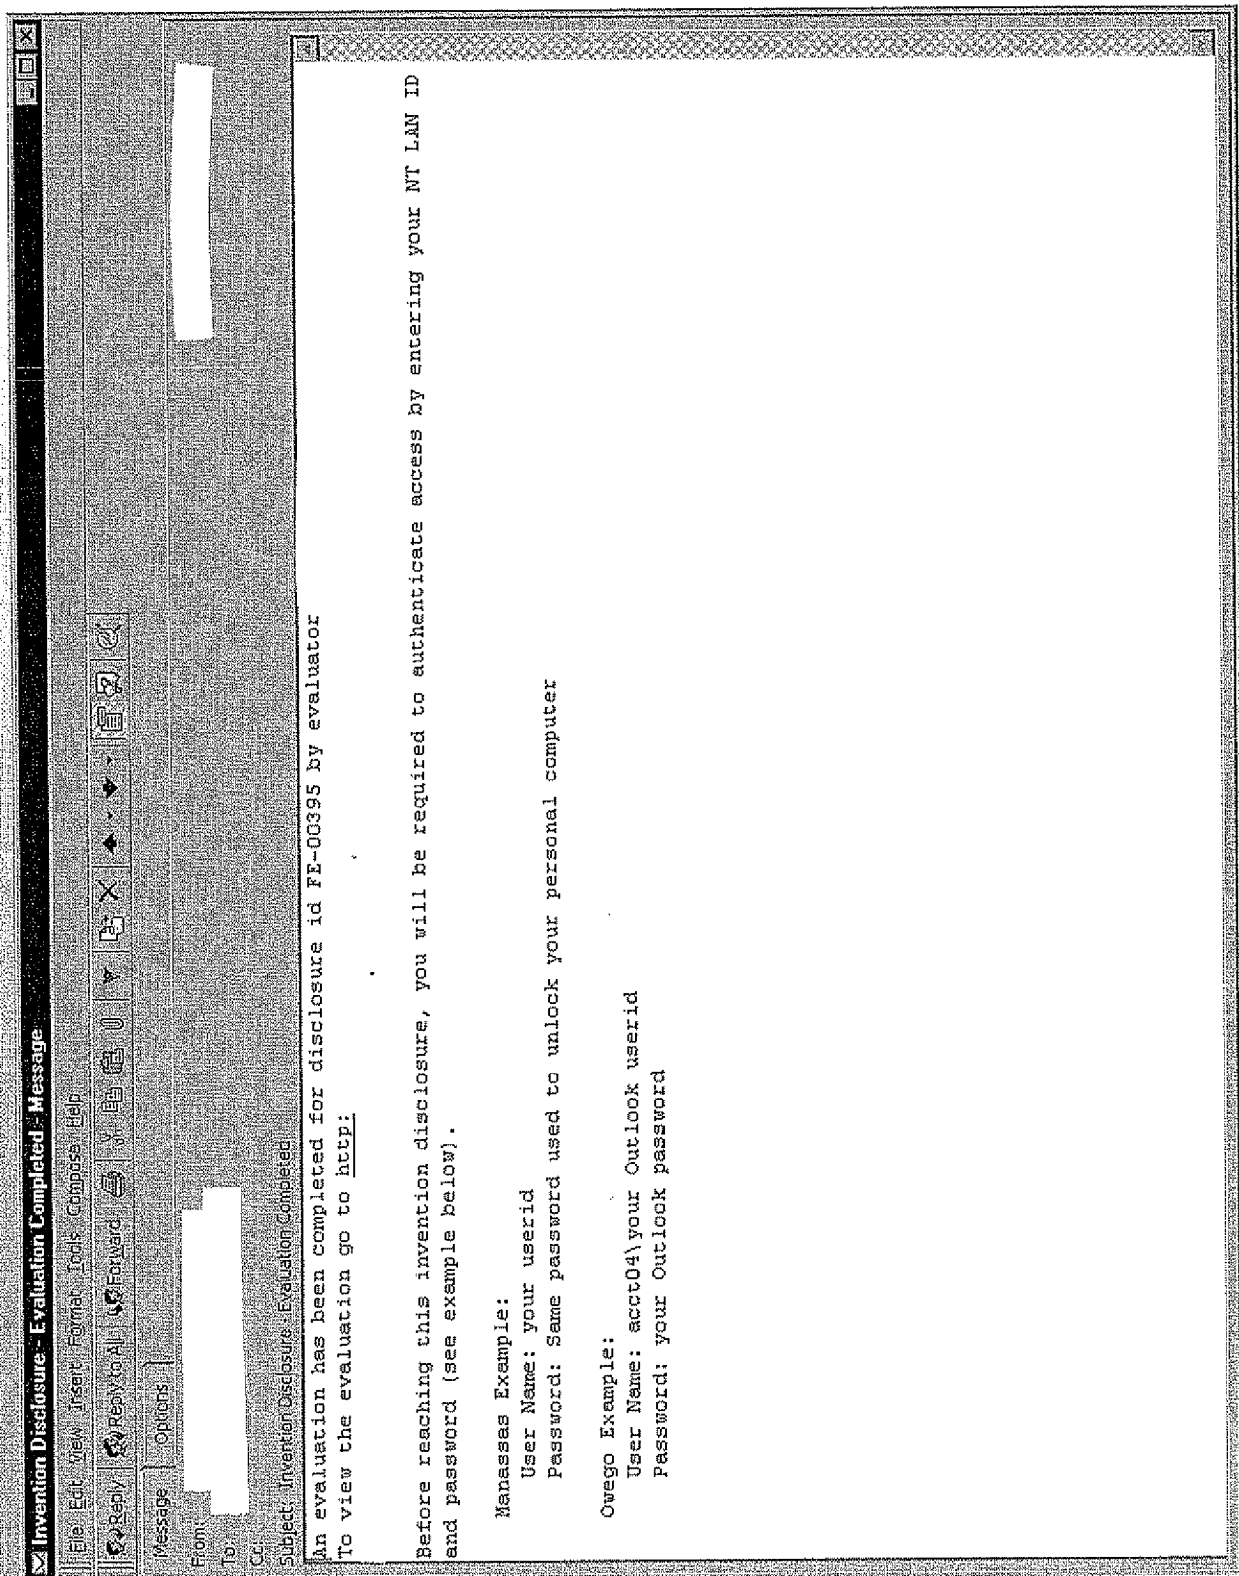 Invention Disclosure - Evaluation Completed - Message
File Edit View Insert Format Tools Compose Help
Reply Reply to All Forward
Message Options
From:
To:
Cc:
Subject: Invention Disclosure - Evaluation Completed
An evaluation has been completed for disclosure id FE-00395 by evaluator
To view the evaluation go to http:
Before reaching this invention disclosure, you will be required to authenticate access by entering your NT LAN ID
and password (see example below).
Manassas Example:
User Name: your userid
Password: Same password used to unlock your personal computer
Owego Example:
User Name: acct04\your Outlook userid
Password: your Outlook password